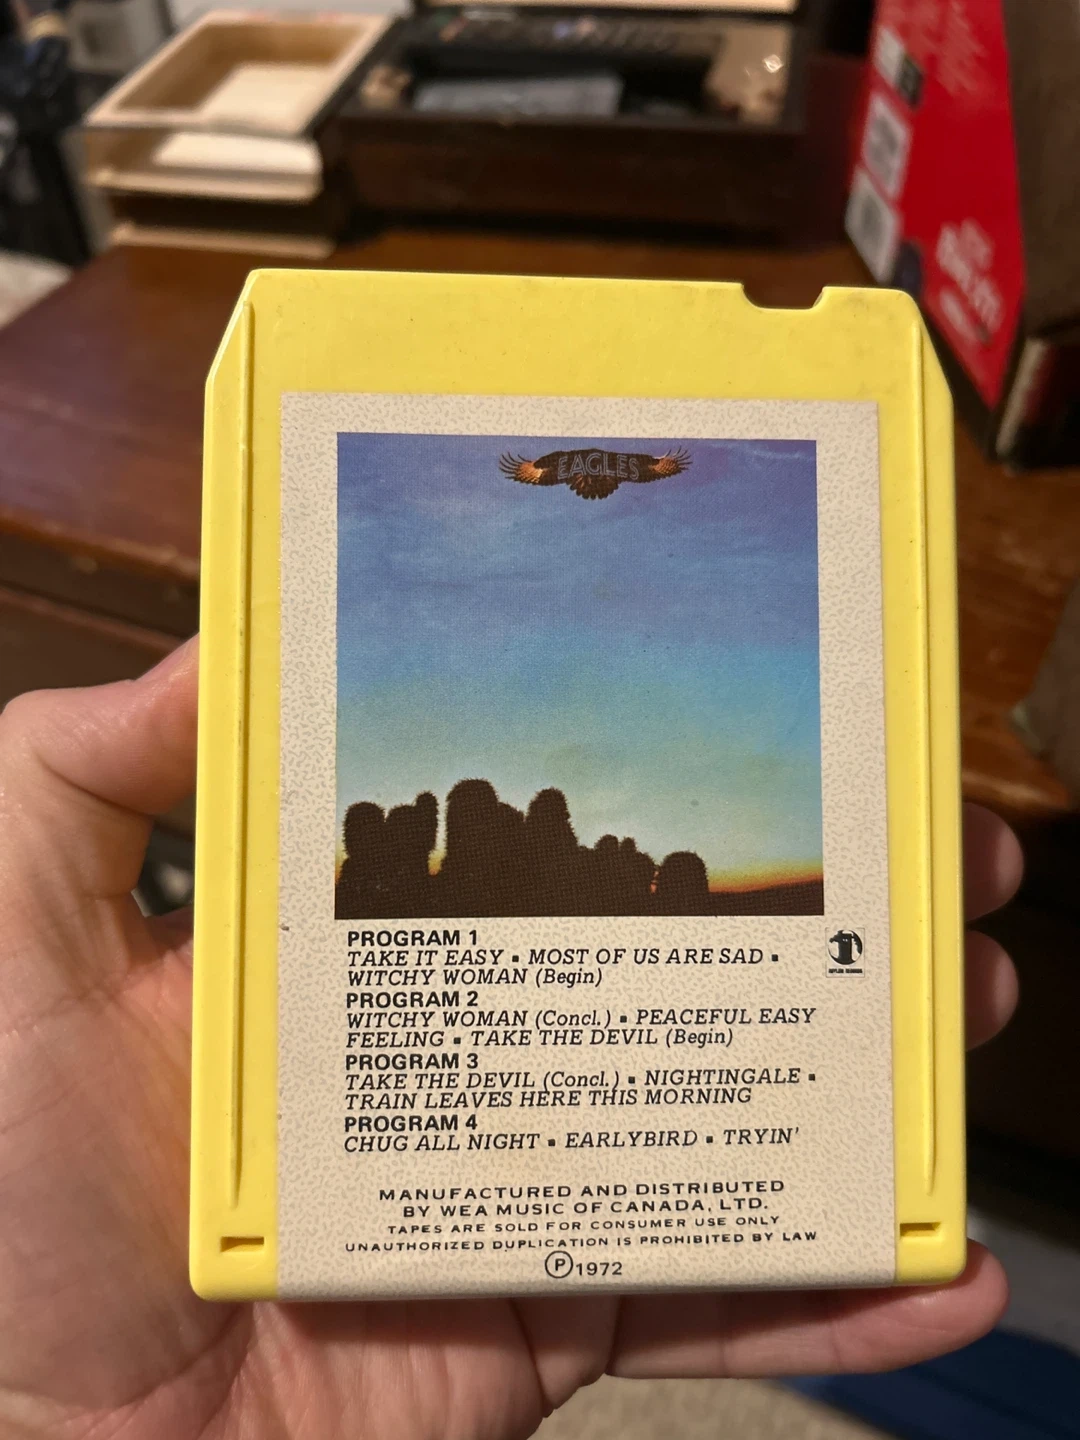 EAGLES
PROGRAM 1
TAKE IT EASY ▪ MOST OF US ARE SAD ▪
WITCHY WOMAN (Begin)
PROGRAM 2
WITCHY WOMAN (Concl.) ▪ PEACEFUL EASY
FEELING ▪ TAKE THE DEVIL (Begin)
PROGRAM 3
TAKE THE DEVIL (Concl.) ▪ NIGHTINGALE ▪
TRAIN LEAVES HERE THIS MORNING
PROGRAM 4
CHUG ALL NIGHT ▪ EARLYBIRD ▪ TRYIN'
MANUFACTURED AND DISTRIBUTED
BY WEA MUSIC OF CANADA, LTD.
TAPES ARE SOLD FOR CONSUMER USE ONLY
UNAUTHORIZED DUPLICATION IS PROHIBITED BY LAW
Ⓟ1972
ASYLUM RECORDS